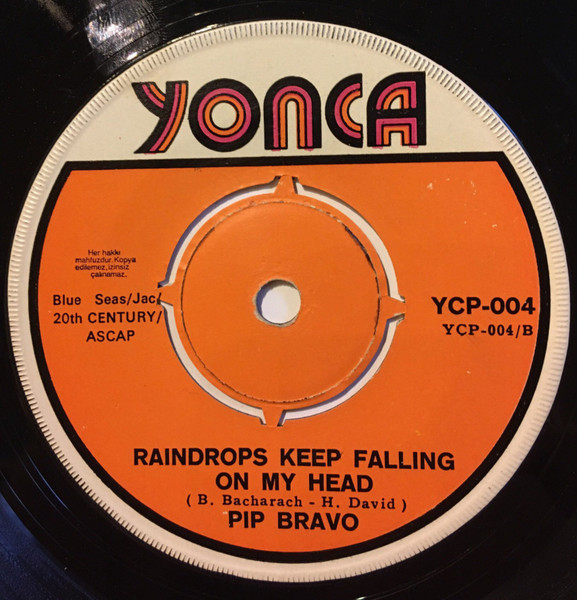 YONCA
Her hakkı
mahfuzdur. Kopya
edilemez, izinsiz
çalınamaz.
Blue Seas/Jac/
20th CENTURY/
ASCAP
YCP-004
YCP-004/B
RAINDROPS KEEP FALLING
ON MY HEAD
( B. Bacharach - H. David )
PIP BRAVO